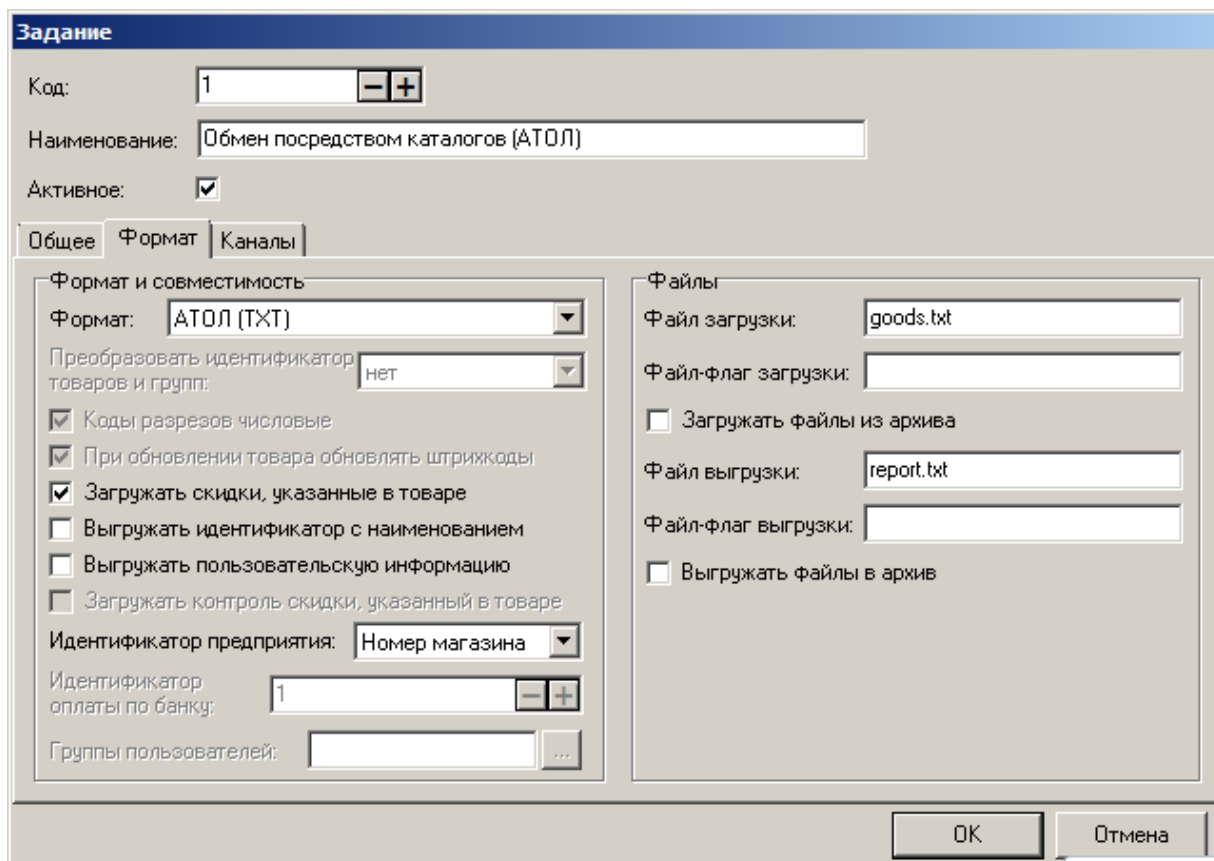 Задание
Код:
1
Наименование:
Обмен посредством каталогов (АТОЛ)
Активное:
Общее
Формат
Каналы
Формат и совместимость
Формат:
АТОЛ (TXT)
Преобразовать идентификатор
товаров и групп:
нет
Коды разрезов числовые
При обновлении товара обновлять штрихкоды
Загружать скидки, указанные в товаре
Выгружать идентификатор с наименованием
Выгружать пользовательскую информацию
Загружать контроль скидки, указанный в товаре
Идентификатор предприятия:
Номер магазина
Идентификатор
оплаты по банку:
1
Группы пользователей:
...
Файлы
Файл загрузки:
goods.txt
Файл-флаг загрузки:
Загружать файлы из архива
Файл выгрузки:
report.txt
Файл-флаг выгрузки:
Выгружать файлы в архив
OK
Отмена